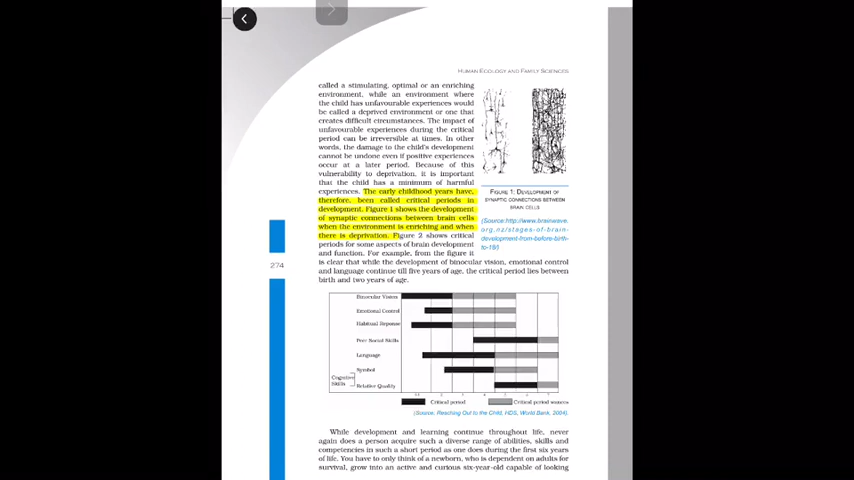 HUMAN ECOLOGY AND FAMILY SCIENCES
called a stimulating, optimal or an enriching
environment, while an environment where
the child has unfavourable experiences would
be called a deprived environment or one that
creates difficult circumstances. The impact of
unfavourable experiences during the critical
period can be irreversible at times. In other
words, the damage to the child's development
cannot be undone even if positive experiences
occur at a later period. Because of this
vulnerability to deprivation, it is important
that the child has a minimum of harmful
experiences. The early childhood years have,
therefore, been called critical periods in
development. Figure 1 shows the development
of synaptic connections between brain cells
when the environment is enriching and when
there is deprivation. Figure 2 shows critical
periods for some aspects of brain development
and function. For example, from the figure it
is clear that while the development of binocular vision, emotional control
and language continue till five years of age, the critical period lies between
birth and two years of age.
FIGURE 1: DEVELOPMENT OF
SYNAPTIC CONNECTIONS BETWEEN
BRAIN CELLS
(Source:http://www.brainwave.
org.nz/stages-of-brain-
development-from-before-birth-
to-18/)
274
Binocular Vision
Emotional Control
Habitual Reponse
Peer Social Skills
Language
Symbol
Cognitive
Skills
Relative Quality
Critical period
Critical period wances
(Source, Reaching Out to the Child, HDS, World Bank, 2004).
While development and learning continue throughout life, never
again does a person acquire such a diverse range of abilities, skills and
competencies in such a short period as one does during the first six years
of life. You have to only think of a newborn, who is dependent on adults for
survival, grow into an active and curious six-year-old capable of looking